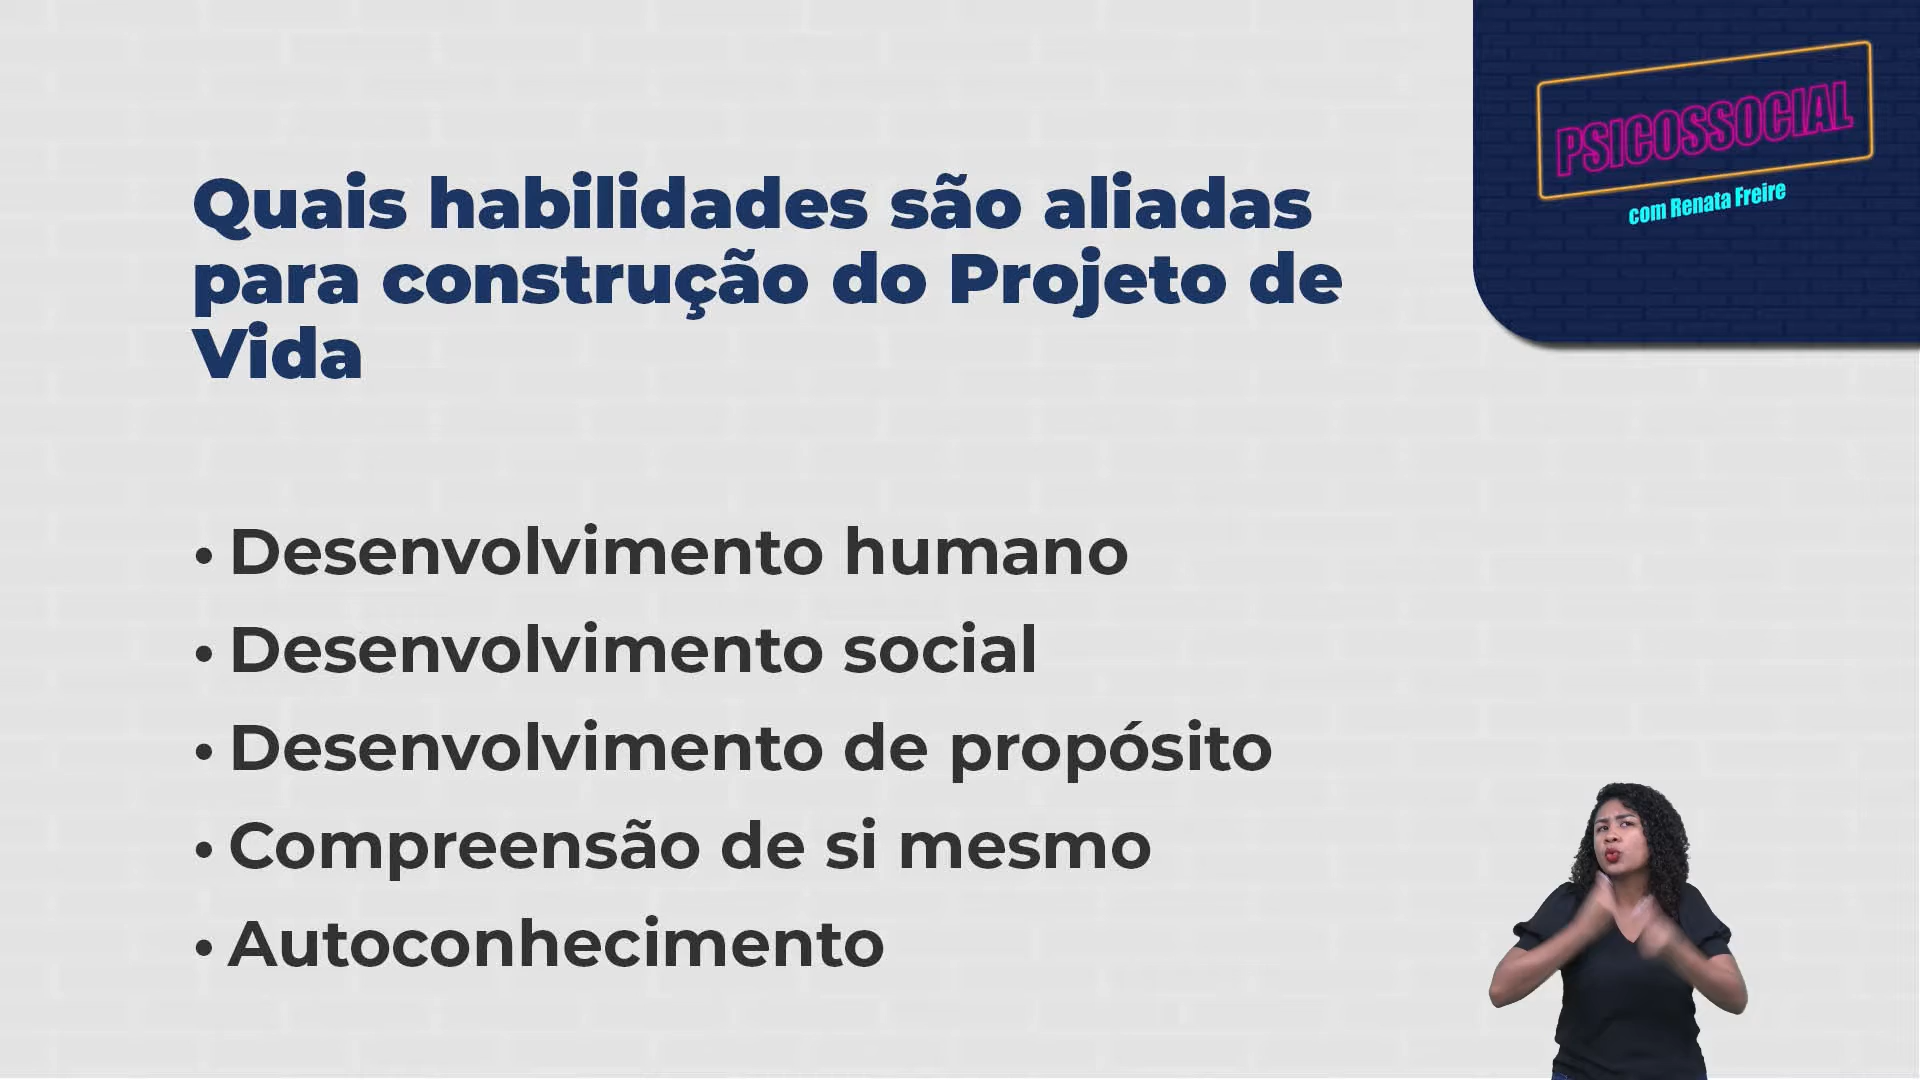 Quais habilidades são aliadas
para construção do Projeto de
Vida
• Desenvolvimento humano
• Desenvolvimento social
• Desenvolvimento de propósito
• Compreensão de si mesmo
• Autoconhecimento
PSICOSSOCIAL
com Renata Freire